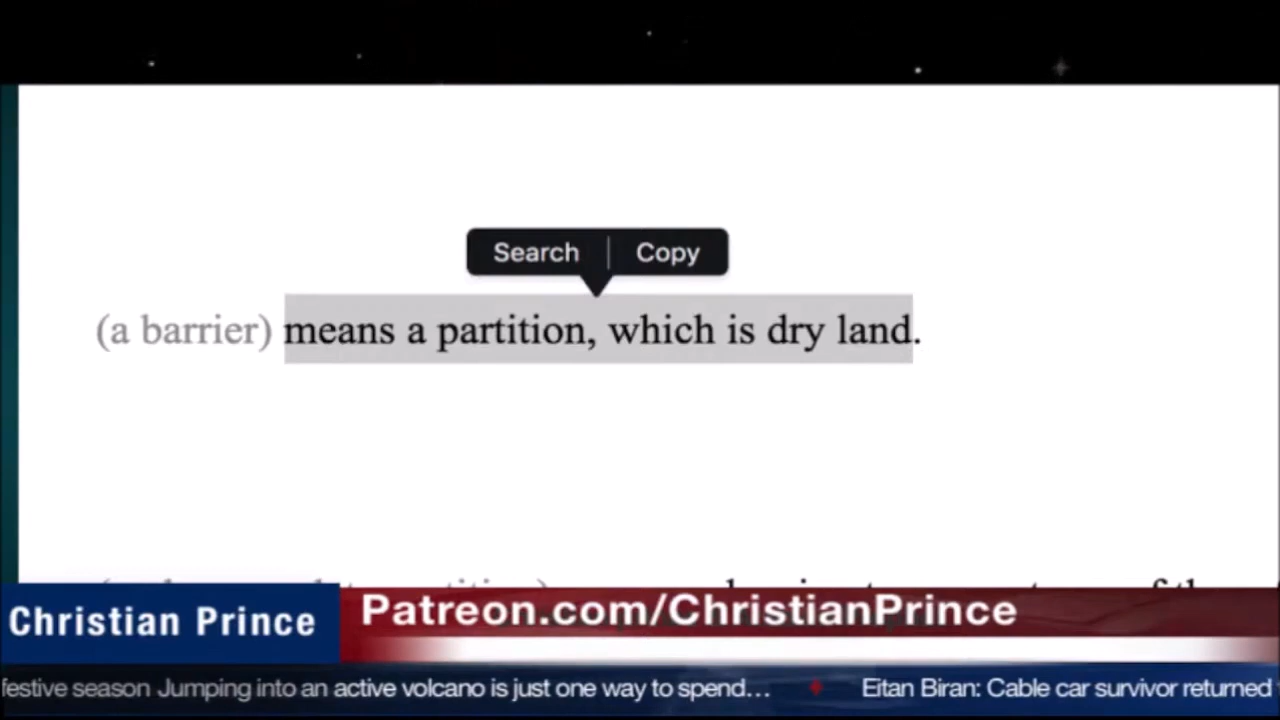 Search | Copy
(a barrier) means a partition, which is dry land.
Christian Prince
Patreon.com/ChristianPrince
festive season Jumping into an active volcano is just one way to spend... Eitan Biran: Cable car survivor returned